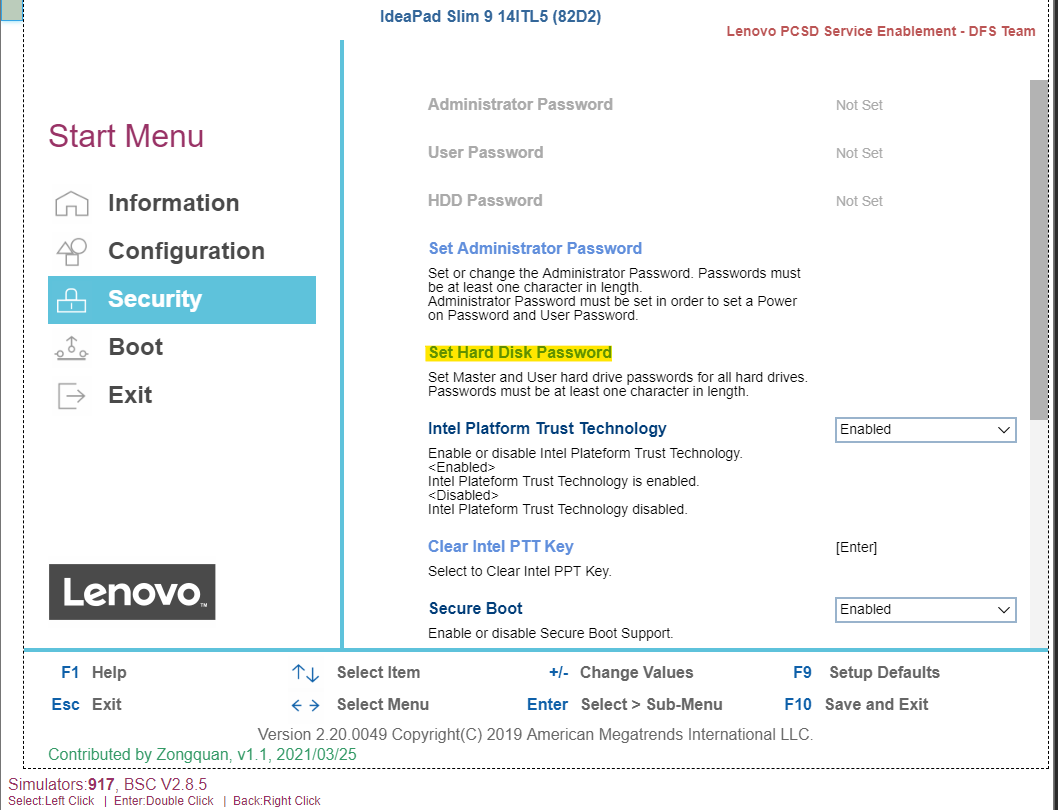 IdeaPad Slim 9 14ITL5 (82D2)
Lenovo PCSD Service Enablement - DFS Team
Start Menu
Information
Configuration
Security
Boot
Exit
Lenovo™
Administrator Password Not Set
User Password Not Set
HDD Password Not Set
Set Administrator Password
Set or change the Administrator Password. Passwords must
be at least one character in length.
Administrator Password must be set in order to set a Power
on Password and User Password.
Set Hard Disk Password
Set Master and User hard drive passwords for all hard drives.
Passwords must be at least one character in length.
Intel Platform Trust Technology Enabled
Enable or disable Intel Plateform Trust Technology.
<Enabled>
Intel Plateform Trust Technology is enabled.
<Disabled>
Intel Plateform Trust Technology disabled.
Clear Intel PTT Key [Enter]
Select to Clear Intel PPT Key.
Secure Boot Enabled
Enable or disable Secure Boot Support.
F1 Help ↑↓ Select Item +/- Change Values F9 Setup Defaults
Esc Exit ← → Select Menu Enter Select > Sub-Menu F10 Save and Exit
Version 2.20.0049 Copyright(C) 2019 American Megatrends International LLC.
Contributed by Zongquan, v1.1, 2021/03/25
Simulators:917, BSC V2.8.5
Select:Left Click | Enter:Double Click | Back:Right Click